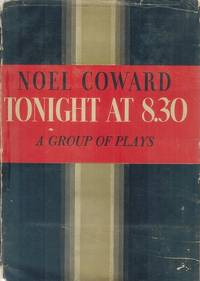 NOEL COWARD
TONIGHT AT 8.30
A GROUP OF PLAYS